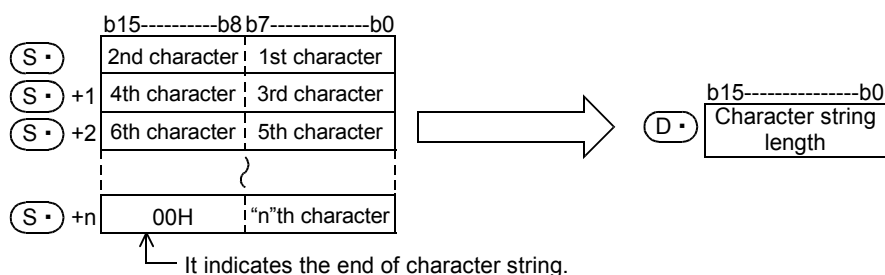 b15----------b8 b7-------------b0
S・ 2nd character 1st character
S・ +1 4th character 3rd character
S・ +2 6th character 5th character
S・ +n 00H “n”th character
It indicates the end of character string.
b15---------------b0
D・ Character string
length